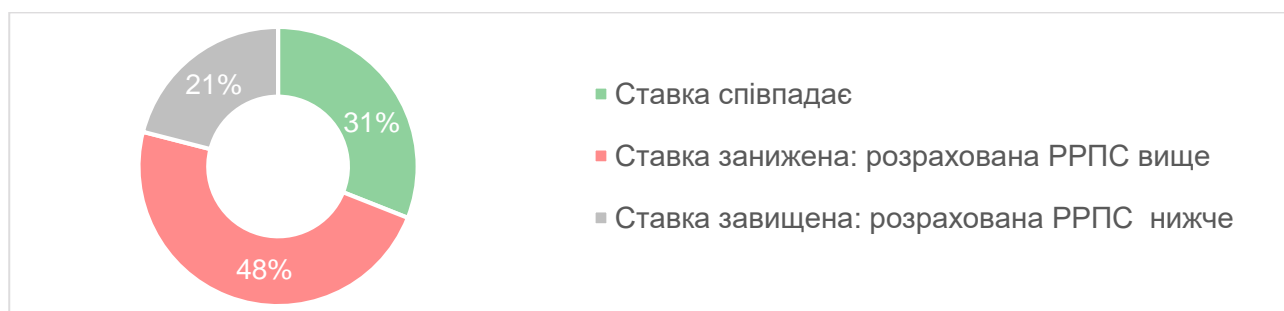 21%
31%
48%
Ставка співпадає
Ставка занижена: розрахована РРПС вище
Ставка завищена: розрахована РРПС  нижче